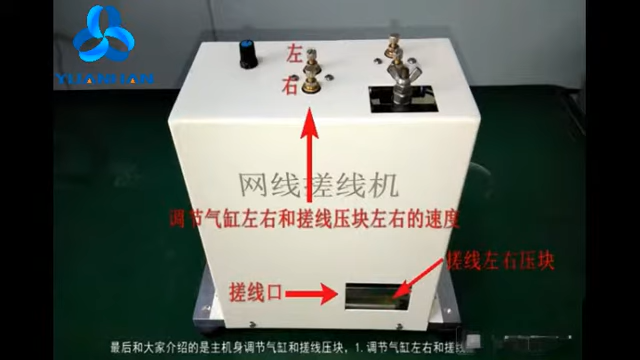 YUANHAN
左
右
网线搓线机
调节气缸左右和搓线压块左右的速度
搓线左右压块
搓线口
最后和大家介绍的是主机身调节气缸和搓线压块，1.调节气缸左右和搓线